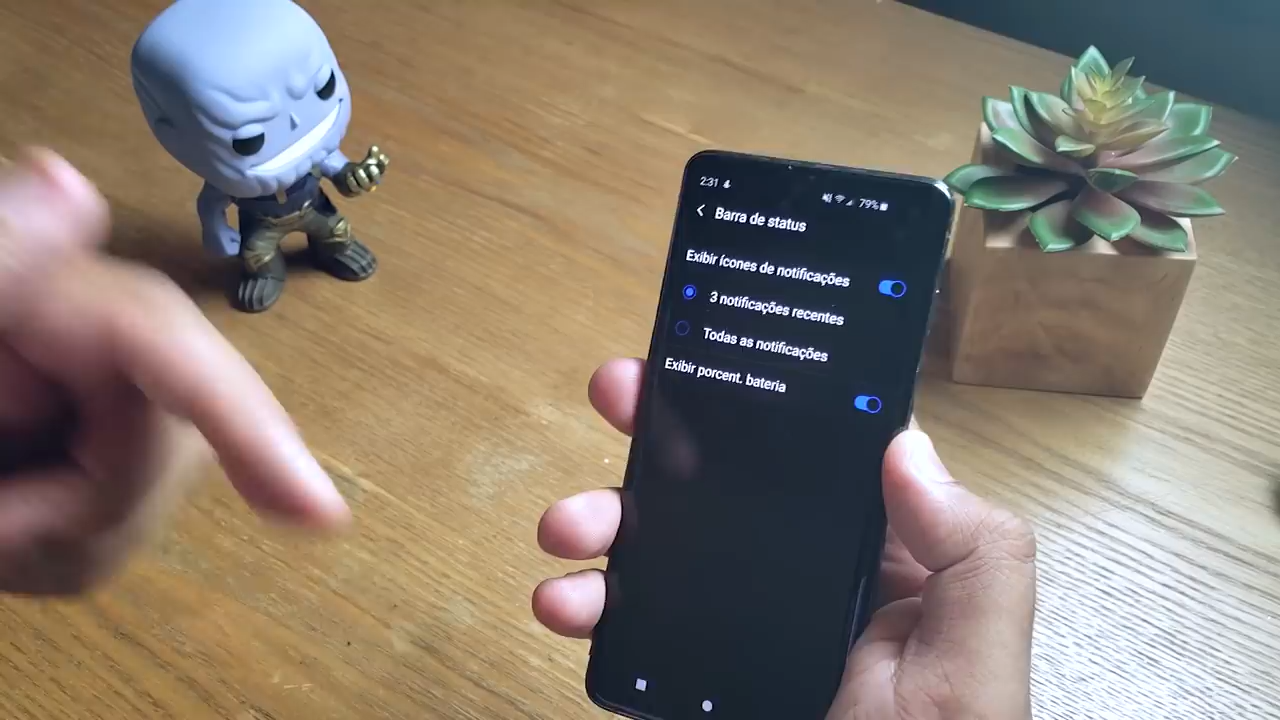 2:31
79%
Barra de status
Exibir ícones de notificações
3 notificações recentes
Todas as notificações
Exibir porcent. bateria